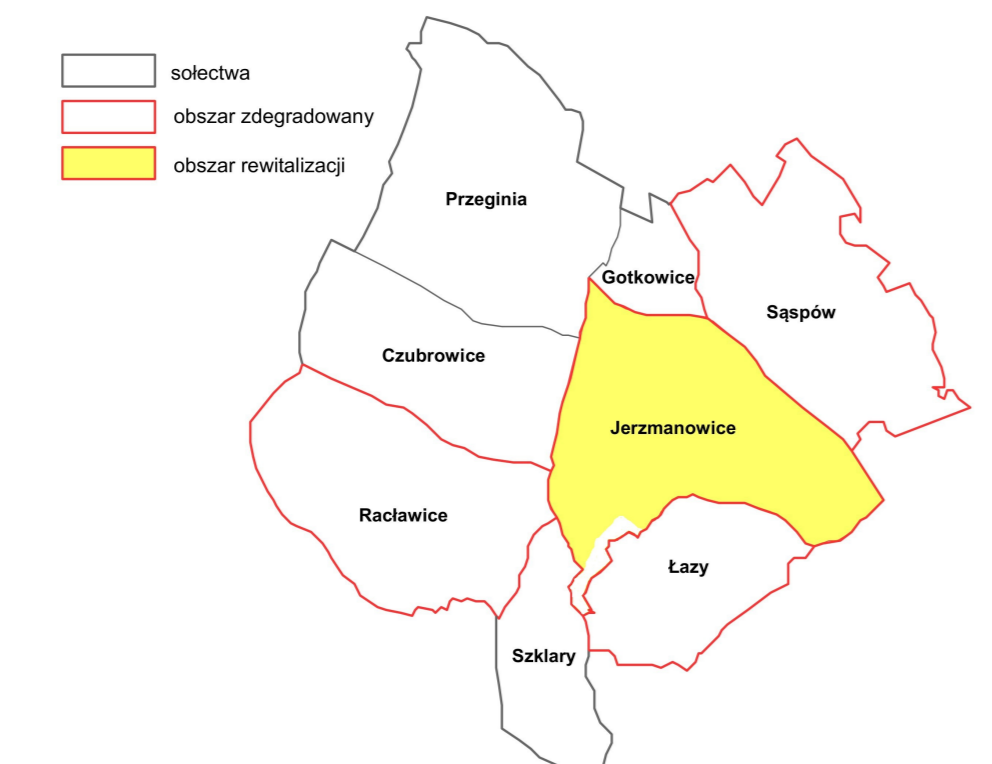 sołectwa
obszar zdegradowany
obszar rewitalizacji
Przeginia
Gotkowice
Sąspów
Czubrowice
Jerzmanowice
Racławice
Łazy
Szklary